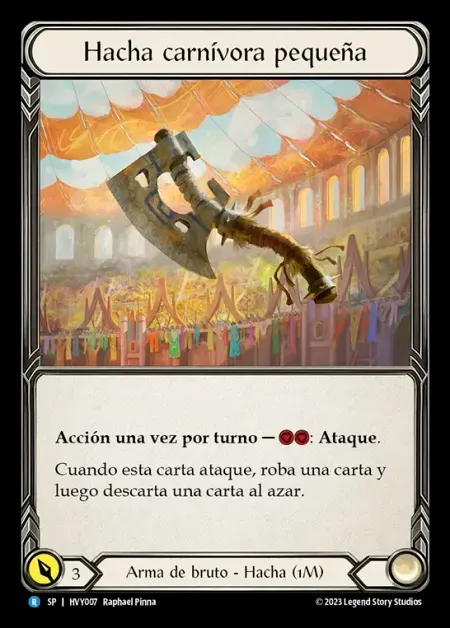 Hacha carnívora pequeña
Acción una vez por turno — : Ataque.
Cuando esta carta ataque, roba una carta y
luego descarta una carta al azar.
3
Arma de bruto - Hacha (1M)
R SP | HVY007 Raphael Pinna
© 2023 Legend Story Studios